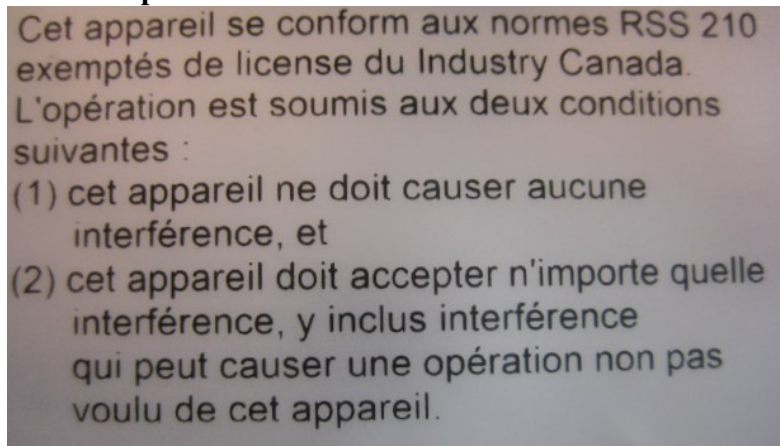 Cet appareil se conform aux normes RSS 210
exemptés de license du Industry Canada.
L'opération est soumis aux deux conditions
suivantes :
(1) cet appareil ne doit causer aucune
interférence, et
(2) cet appareil doit accepter n'importe quelle
interférence, y inclus interférence
qui peut causer une opération non pas
voulu de cet appareil.